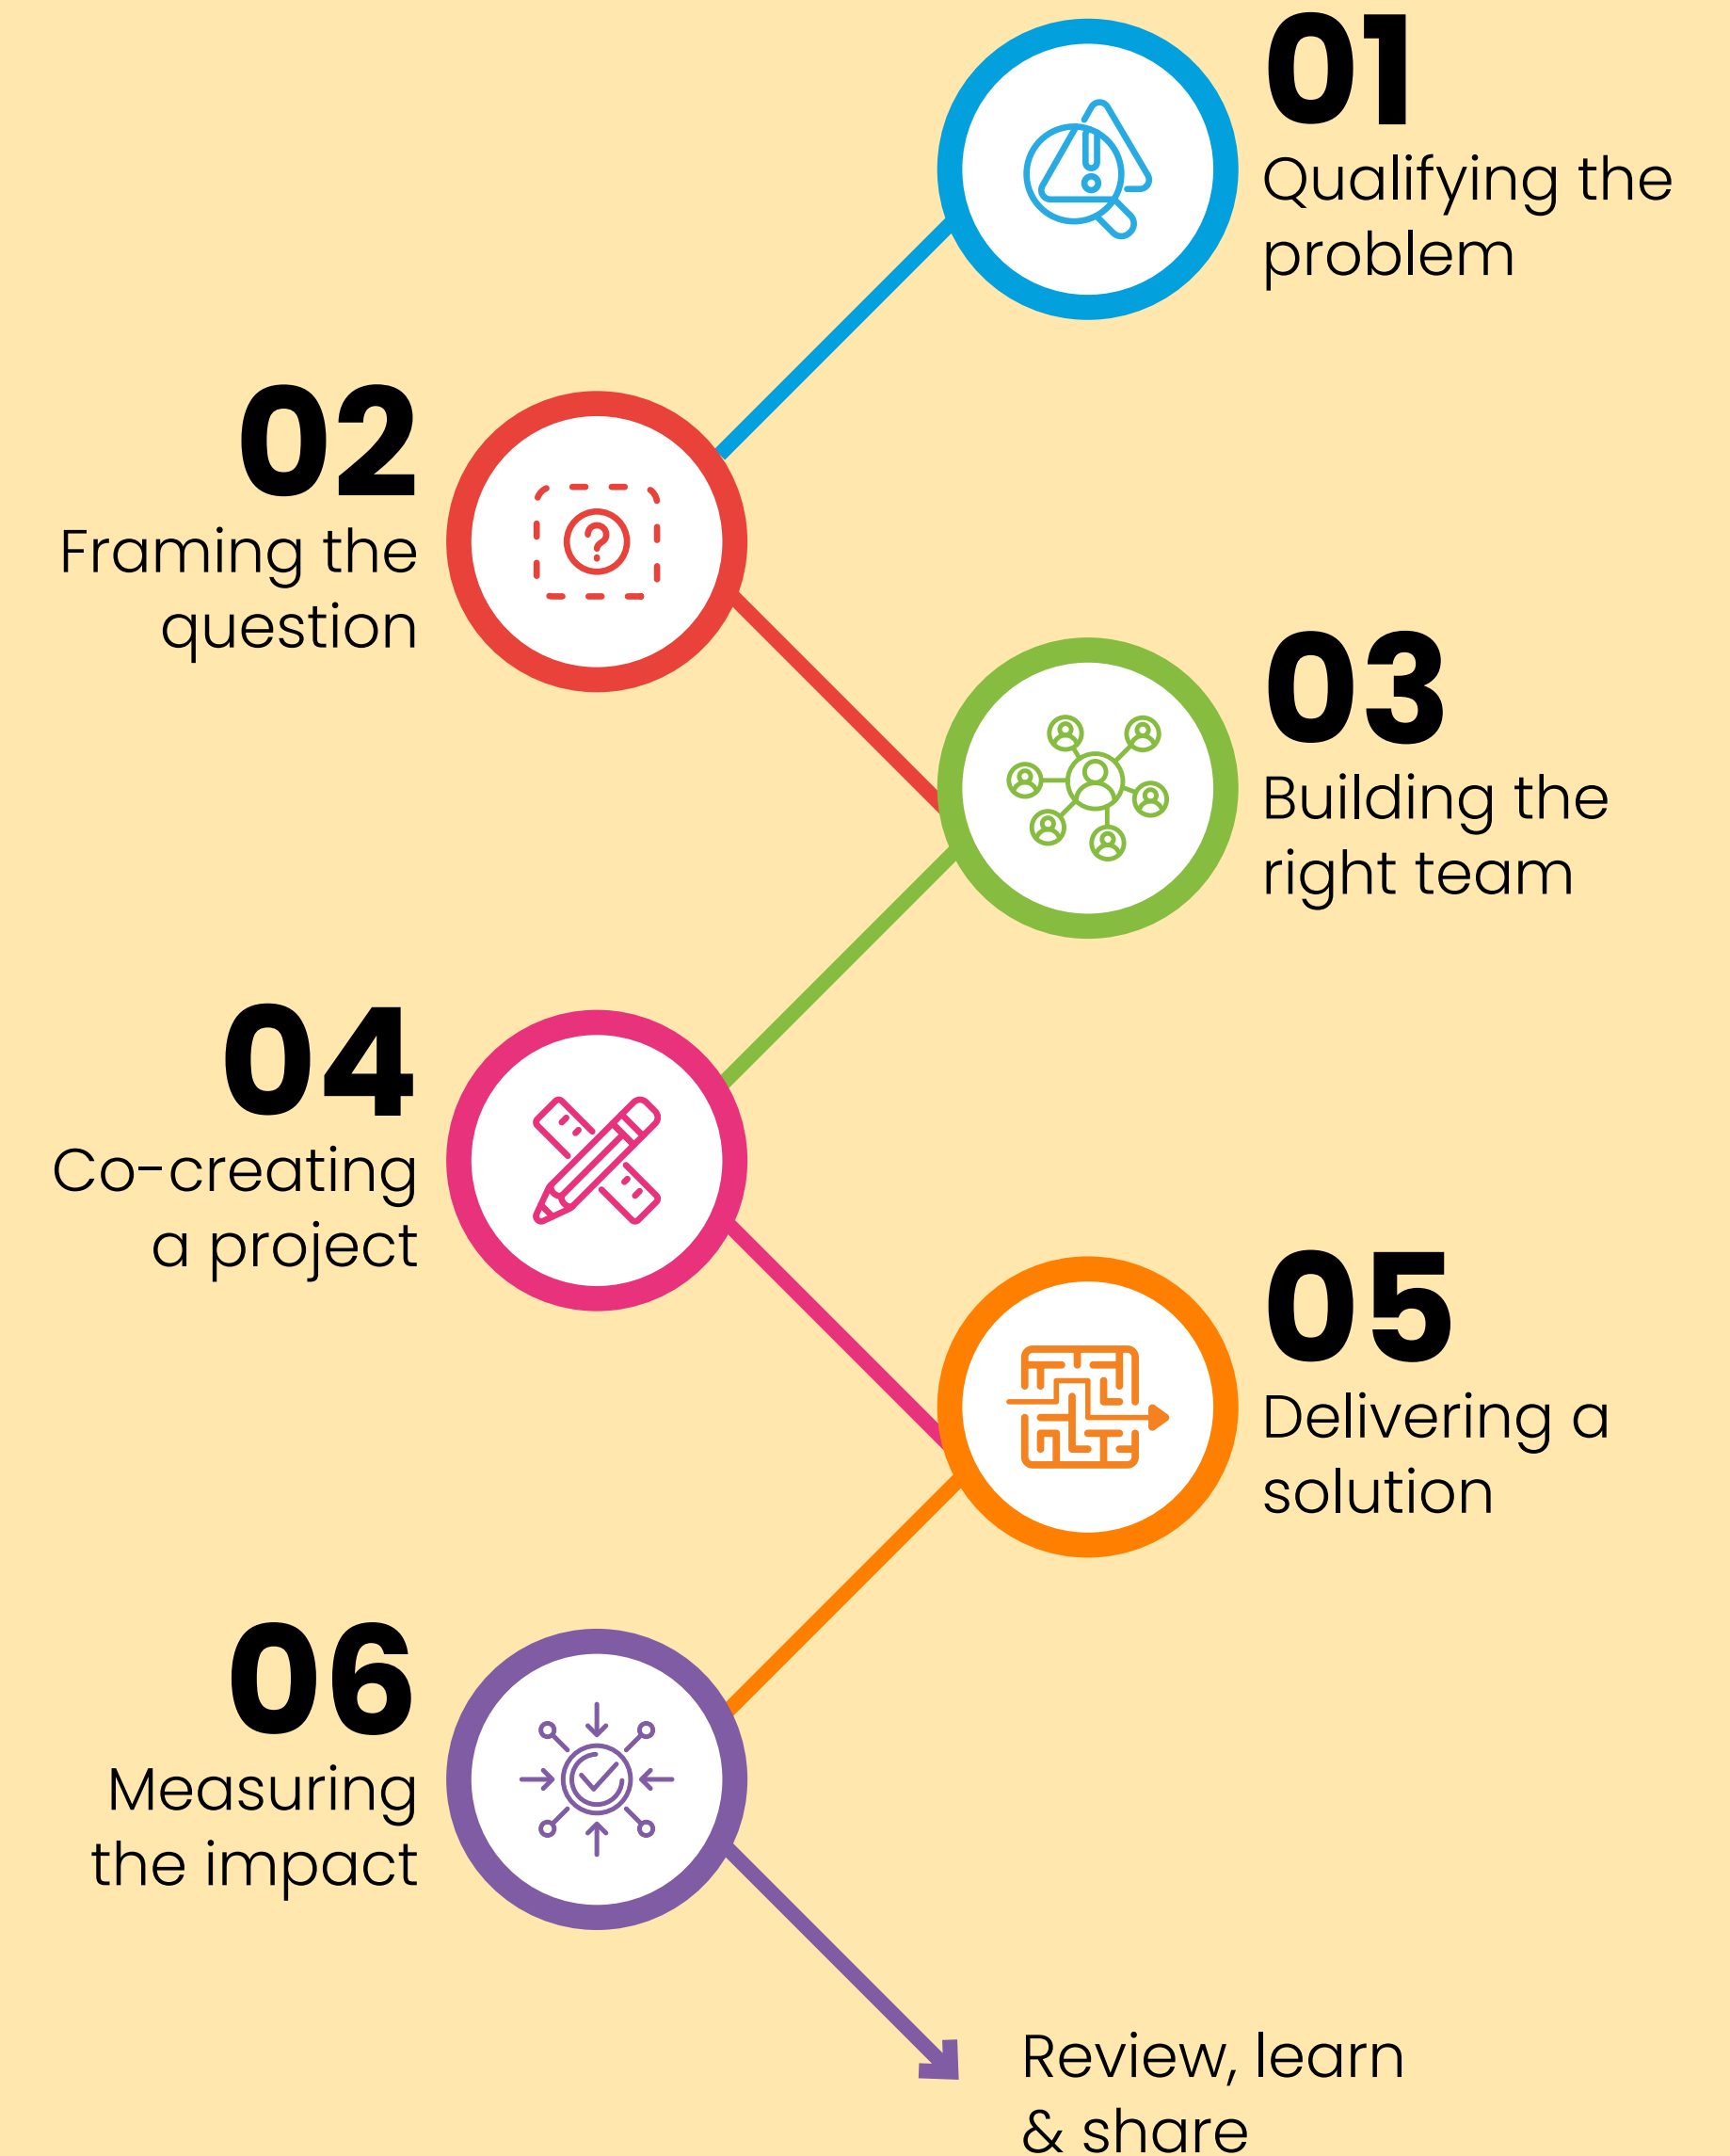 01
Qualifying the
problem
02
Framing the
question
03
Building the
right team
04
Co-creating
a project
05
Delivering a
solution
06
Measuring
the impact
Review, learn
& share